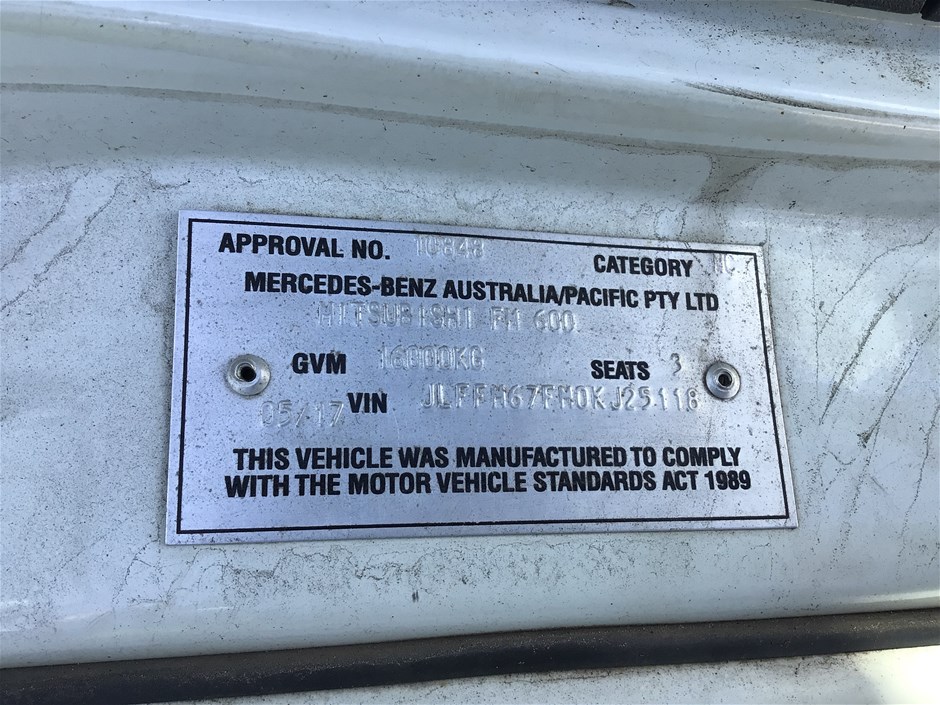 APPROVAL NO. 10848
CATEGORY NC
MERCEDES-BENZ AUSTRALIA/PACIFIC PTY LTD
MITSUBISHI FM 600
GVM 16000KG SEATS 3
05/17 VIN JLFFM67FM0KJ25118
THIS VEHICLE WAS MANUFACTURED TO COMPLY
WITH THE MOTOR VEHICLE STANDARDS ACT 1989